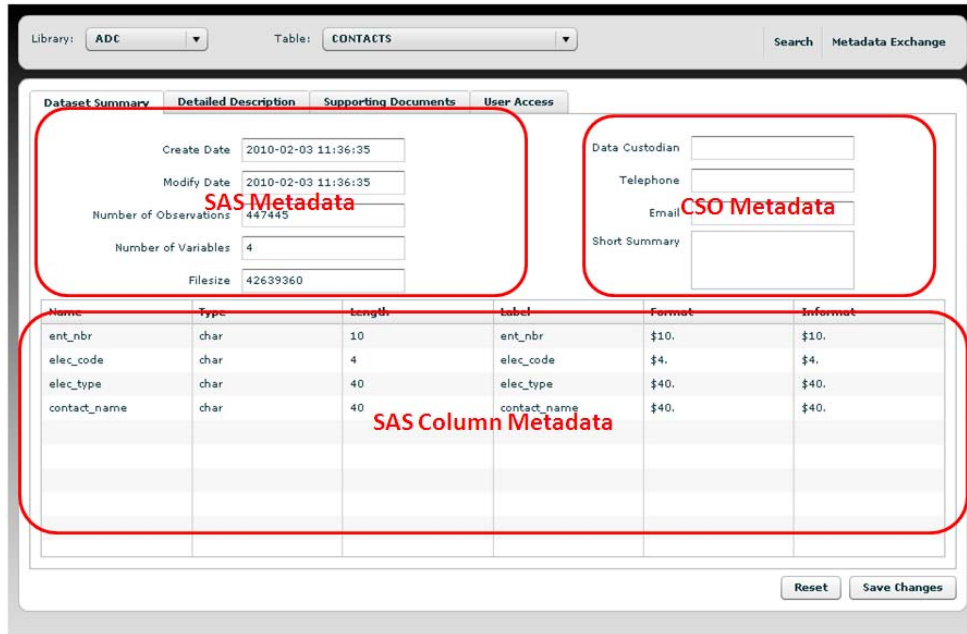 Library: ADC Table: CONTACTS Search Metadata Exchange
Dataset Summary Detailed Description Supporting Documents User Access
Create Date 2010-02-03 11:36:35
Modify Date 2010-02-03 11:36:35
Number of Observations 447445
Number of Variables 4
Filesize 42639360
SAS Metadata
Data Custodian
Telephone
Email
Short Summary
CSO Metadata
Name Type Length Label Format Informat
ent_nbr char 10 ent_nbr $10. $10.
elec_code char 4 elec_code $4. $4.
elec_type char 40 elec_type $40. $40.
contact_name char 40 contact_name $40. $40.
SAS Column Metadata
Reset Save Changes